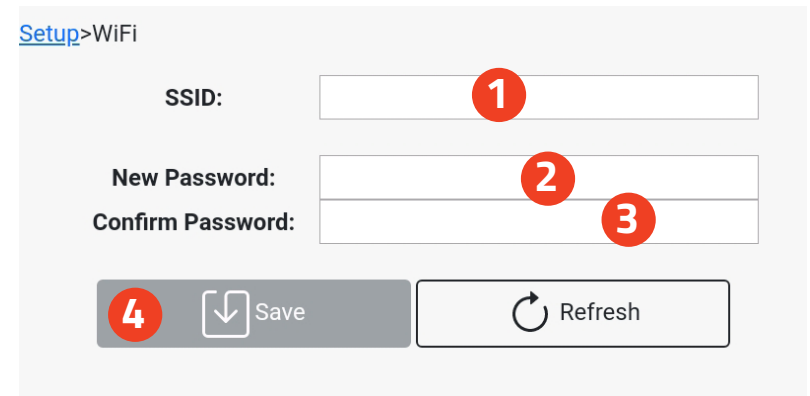 Setup>WiFi
SSID: 1
New Password: 2
Confirm Password: 3
4 Save Refresh